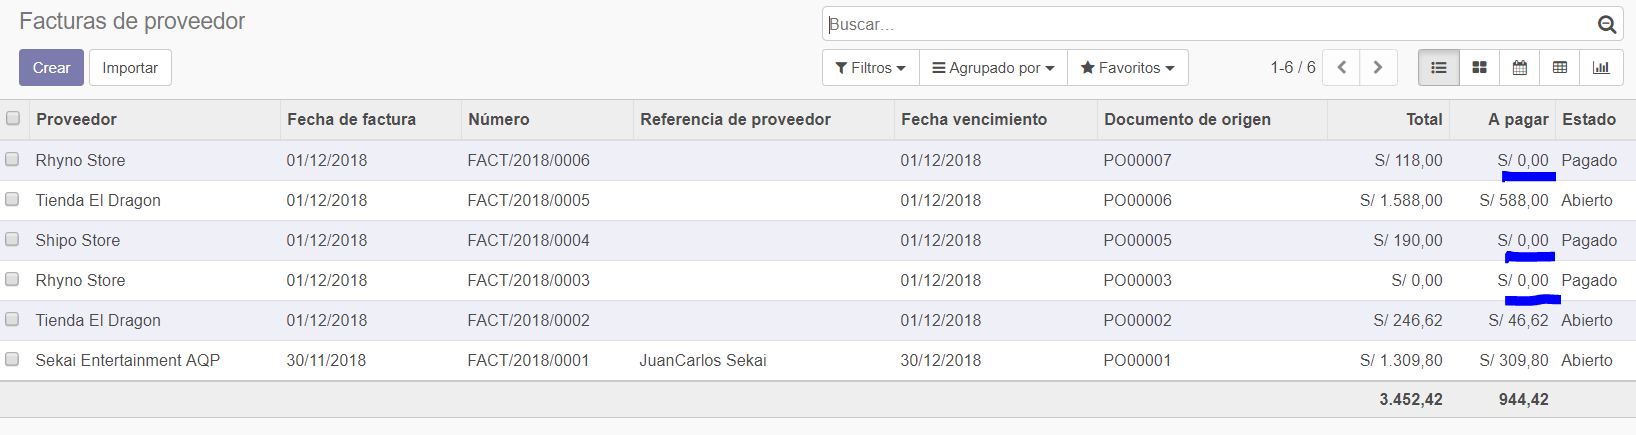 Facturas de proveedor
Buscar...
Crear Importar
Filtros Agrupado por Favoritos 1-6 / 6
Proveedor Fecha de factura Número Referencia de proveedor Fecha vencimiento Documento de origen Total A pagar Estado
Rhyno Store 01/12/2018 FACT/2018/0006 01/12/2018 PO00007 S/ 118,00 S/ 0,00 Pagado
Tienda El Dragon 01/12/2018 FACT/2018/0005 01/12/2018 PO00006 S/ 1.588,00 S/ 588,00 Abierto
Shipo Store 01/12/2018 FACT/2018/0004 01/12/2018 PO00005 S/ 190,00 S/ 0,00 Pagado
Rhyno Store 01/12/2018 FACT/2018/0003 01/12/2018 PO00003 S/ 0,00 S/ 0,00 Pagado
Tienda El Dragon 01/12/2018 FACT/2018/0002 01/12/2018 PO00002 S/ 246,62 S/ 46,62 Abierto
Sekai Entertainment AQP 30/11/2018 FACT/2018/0001 JuanCarlos Sekai 30/12/2018 PO00001 S/ 1.309,80 S/ 309,80 Abierto
3.452,42 944,42